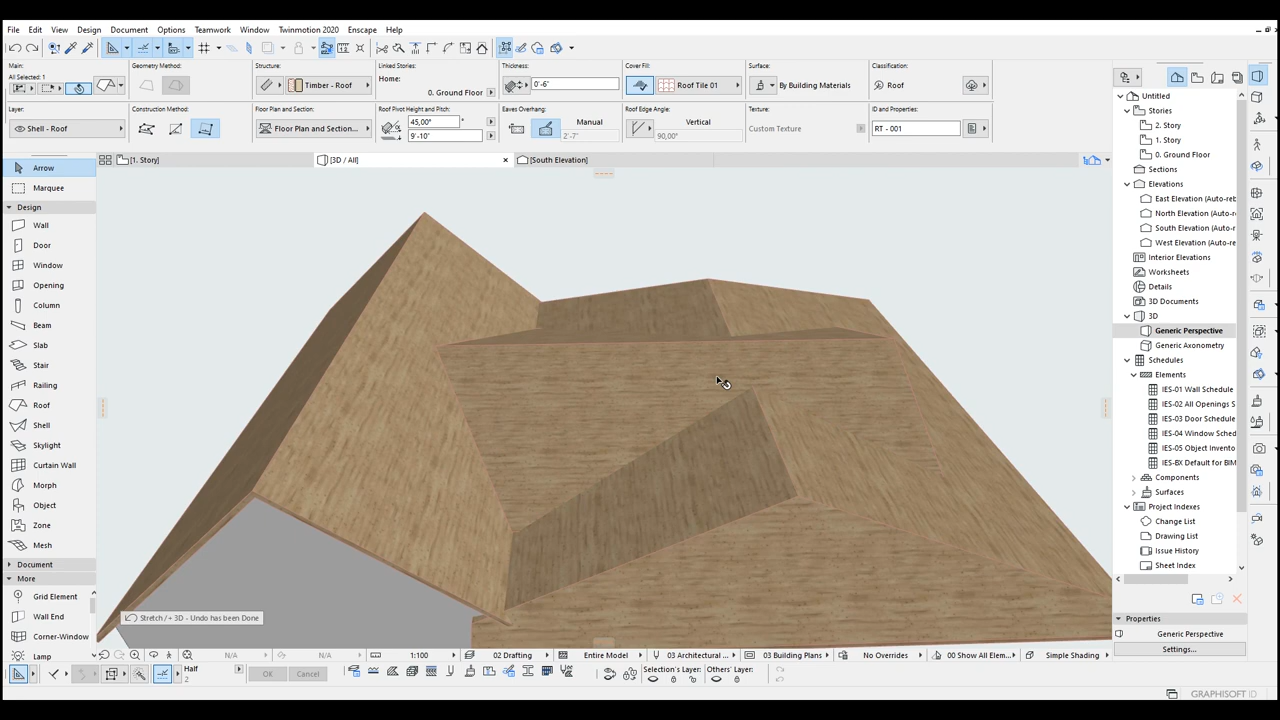 File Edit View Design Document Options Teamwork Window Twinmotion 2020 Enscape Help
Main:
All Selected: 1
Geometry Method:
Structure:
Timber - Roof
Linked Stories:
Home:
0. Ground Floor
Thickness:
0'-6"
Cover Fill:
Roof Tile 01
Surface:
By Building Materials
Classification:
Roof
Layer:
Shell - Roof
Construction Method:
Floor Plan and Section:
Floor Plan and Section...
Roof Pivot Height and Pitch:
45,00°
9'-10"
Eaves Overhang:
Manual
2'-7"
Roof Edge Angle:
Vertical
90,00°
Texture:
Custom Texture
ID and Properties:
RT - 001
[1. Story]
[3D / All]
[South Elevation]
Arrow
Marquee
Design
Wall
Door
Window
Opening
Column
Beam
Slab
Stair
Railing
Roof
Shell
Skylight
Curtain Wall
Morph
Object
Zone
Mesh
Document
More
Grid Element
Wall End
Corner-Window
Lamp
Stretch /+ 3D - Undo has been Done
Untitled
Stories
2. Story
1. Story
0. Ground Floor
Sections
Elevations
East Elevation (Auto-reb
North Elevation (Auto-r
South Elevation (Auto-r
West Elevation (Auto-re
Interior Elevations
Worksheets
Details
3D Documents
3D
Generic Perspective
Generic Axonometry
Schedules
Elements
IES-01 Wall Schedule
IES-02 All Openings S
IES-03 Door Schedule
IES-04 Window Sched
IES-05 Object Invento
IES-BX Default for BIM
Components
Surfaces
Project Indexes
Change List
Drawing List
Issue History
Sheet Index
Properties
Generic Perspective
Settings...
N/A N/A 1:100 02 Drafting Entire Model 03 Architectural ... 03 Building Plans No Overrides 00 Show All Elem... Simple Shading
Half
2
OK
Cancel
Selection's Layer:
Others' Layer:
GRAPHISOFT ID